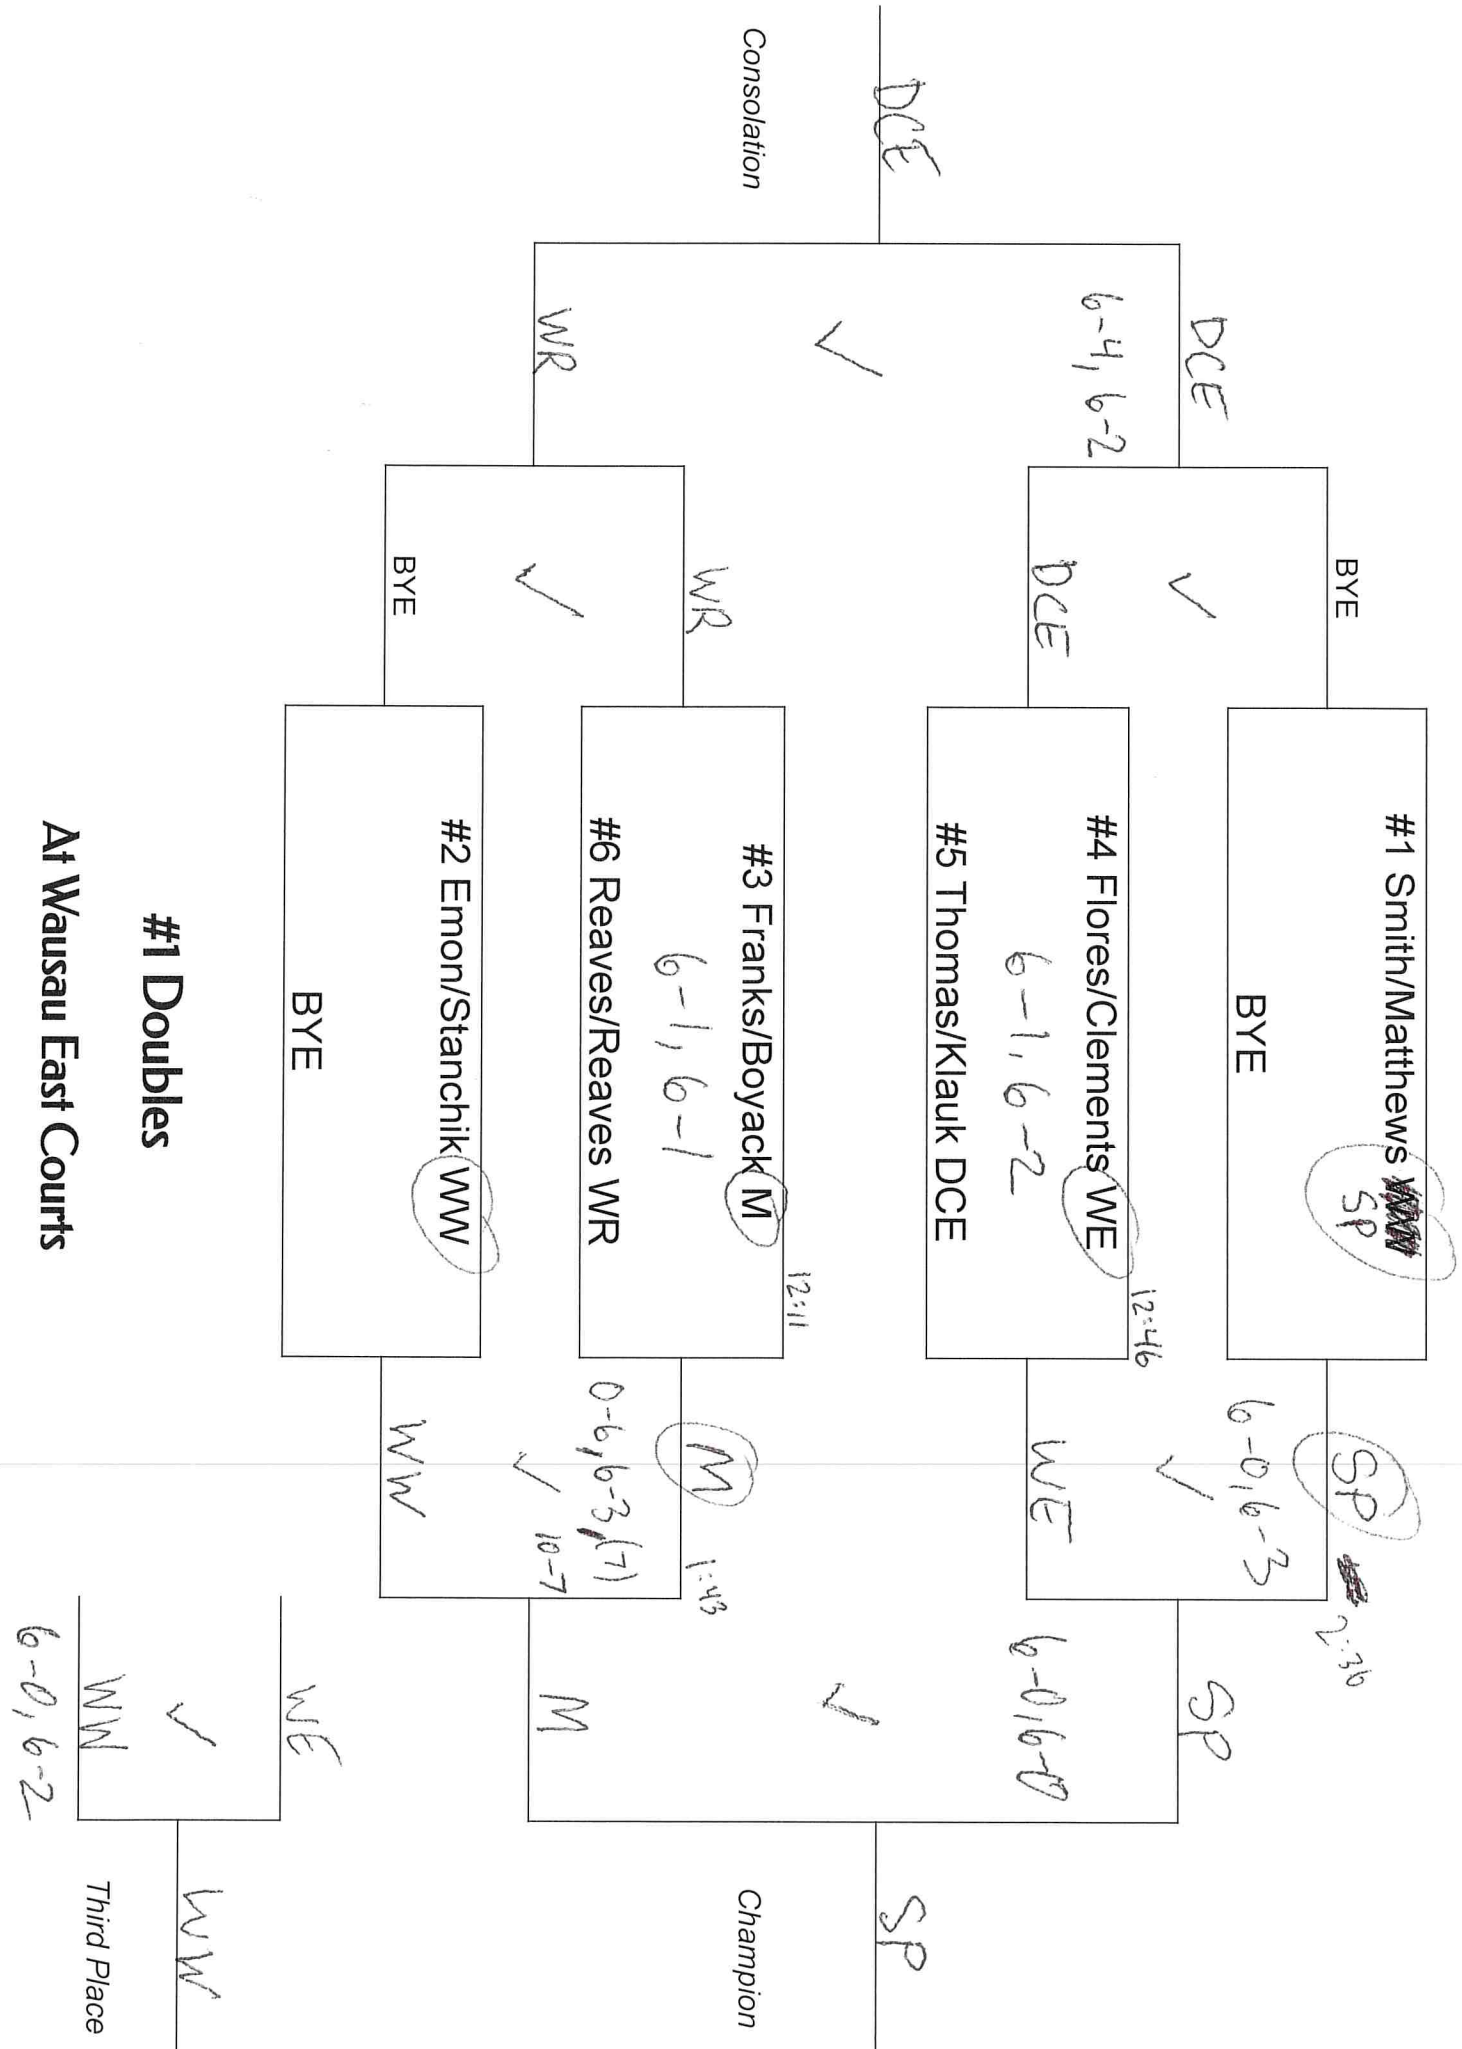 #1 Smith/Matthews
SP
BYE
#4 Flores/Clements WE
12:46
6-1, 6-2
#5 Thomas/Klauk DCE
#3 Franks/Boyack M
12:11
6-1, 6-1
#6 Reaves/Reaves WR
#2 Emon/Stanchik WW
BYE
BYE
DCE
WR
BYE
DCE
6-4, 6-2
WR
DCE
Consolation
SP
2:36
6-0, 6-3
WE
M
1:43
0-6, 6-3, (7)
10-7
WW
SP
6-0, 6-0
M
SP
Champion
WE
WW
6-0, 6-2
WW
Third Place
#1 Doubles
At Wausau East Courts